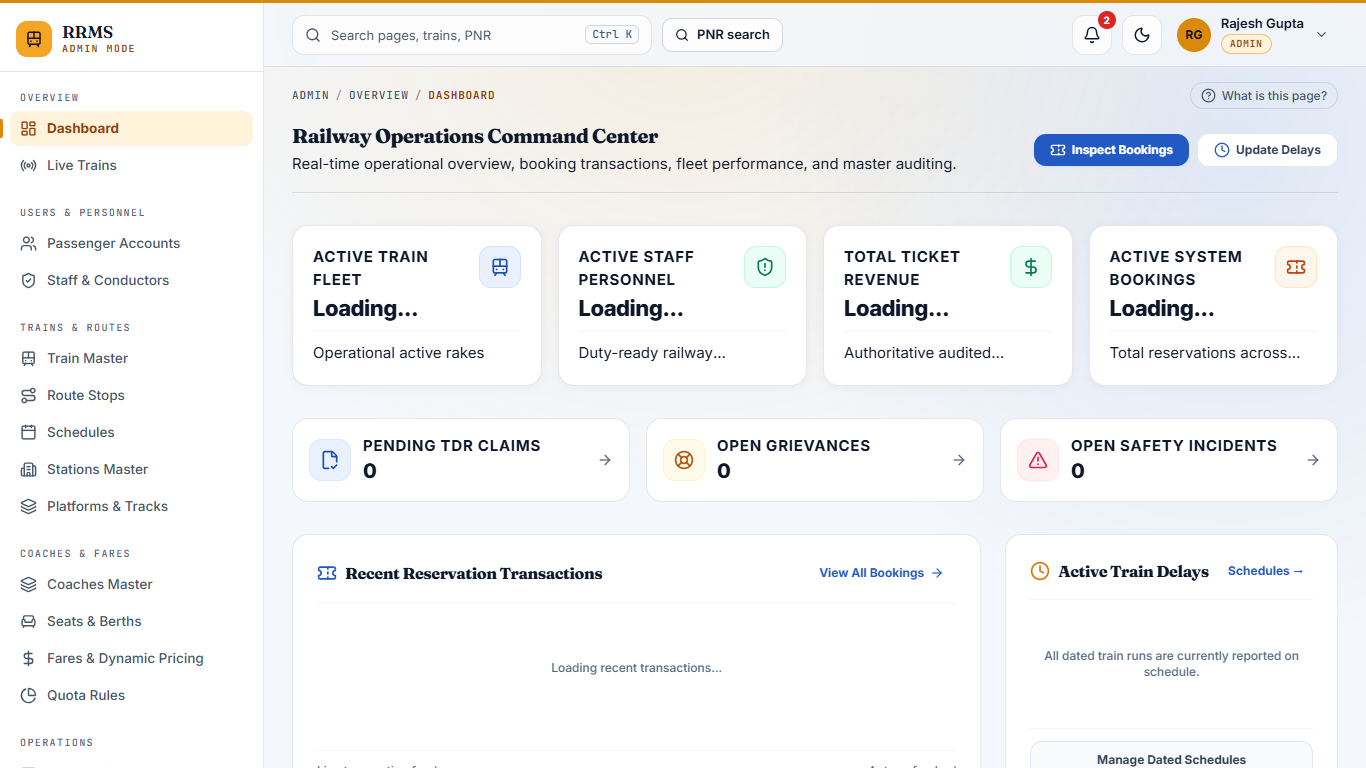 RRMS
ADMIN MODE
Search pages, trains, PNR
Ctrl K
PNR search
2
RG
Rajesh Gupta
ADMIN
OVERVIEW
Dashboard
Live Trains
USERS & PERSONNEL
Passenger Accounts
Staff & Conductors
TRAINS & ROUTES
Train Master
Route Stops
Schedules
Stations Master
Platforms & Tracks
COACHES & FARES
Coaches Master
Seats & Berths
Fares & Dynamic Pricing
Quota Rules
OPERATIONS
ADMIN / OVERVIEW / DASHBOARD
What is this page?
Railway Operations Command Center
Real-time operational overview, booking transactions, fleet performance, and master auditing.
Inspect Bookings
Update Delays
ACTIVE TRAIN
FLEET
Loading...
Operational active rakes
ACTIVE STAFF
PERSONNEL
Loading...
Duty-ready railway...
TOTAL TICKET
REVENUE
Loading...
Authoritative audited...
ACTIVE SYSTEM
BOOKINGS
Loading...
Total reservations across...
PENDING TDR CLAIMS
0
OPEN GRIEVANCES
0
OPEN SAFETY INCIDENTS
0
Recent Reservation Transactions
View All Bookings →
Loading recent transactions...
Active Train Delays
Schedules →
All dated train runs are currently reported on
schedule.
Manage Dated Schedules